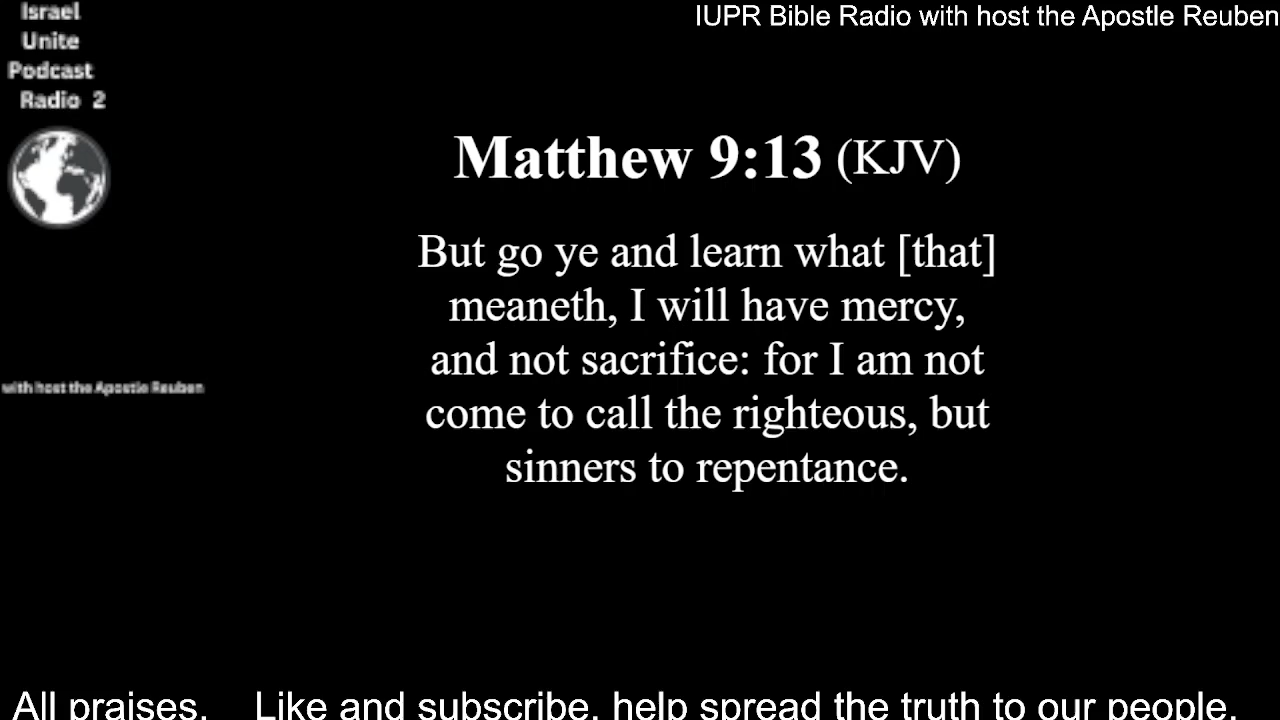 Israel
Unite
Podcast
Radio 2
IUPR Bible Radio with host the Apostle Reuben
Matthew 9:13 (KJV)
But go ye and learn what [that]
meaneth, I will have mercy,
and not sacrifice: for I am not
come to call the righteous, but
sinners to repentance.
with host the Apostle Reuben
All praises. Like and subscribe, help spread the truth to our people.